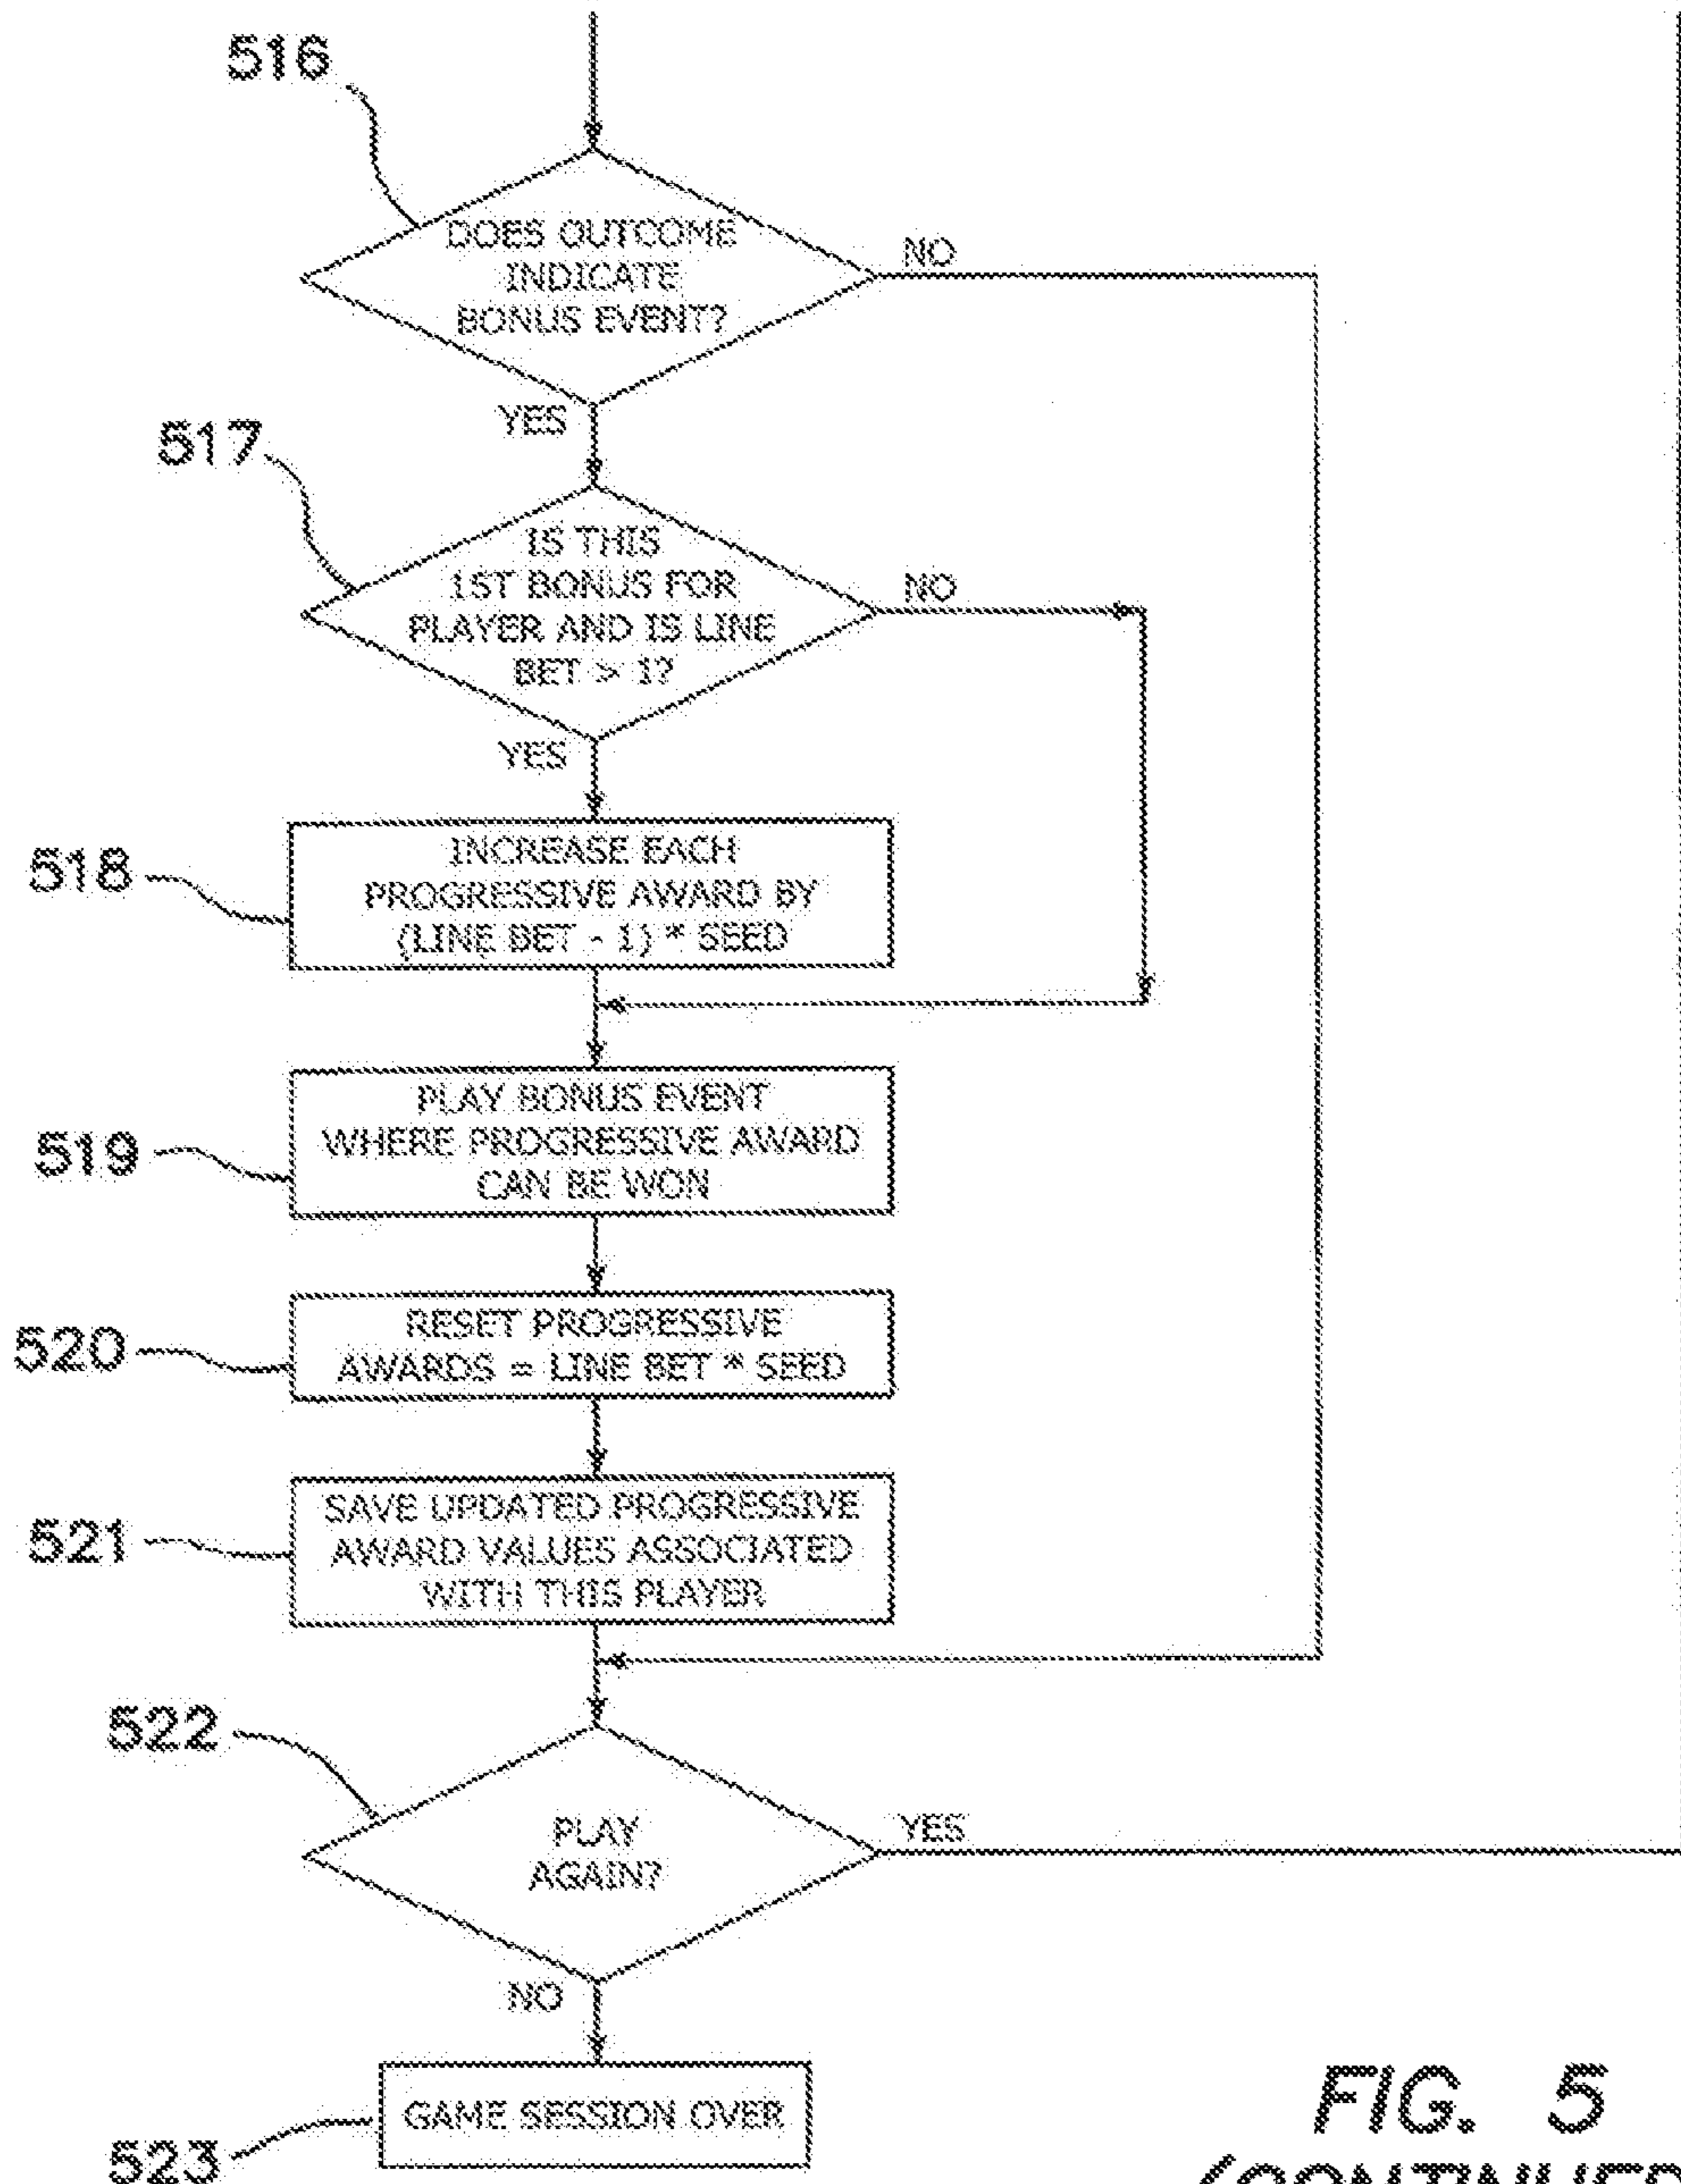 516
DOES OUTCOME
INDICATE
BONUS EVENT?
NO
YES
517
IS THIS
1ST BONUS FOR
PLAYER AND IS LINE
BET > 1?
NO
YES
518
INCREASE EACH
PROGRESSIVE AWARD BY
(LINE BET - 1) * SEED
519
PLAY BONUS EVENT
WHERE PROGRESSIVE AWARD
CAN BE WON
520
RESET PROGRESSIVE
AWARDS = LINE BET * SEED
521
SAVE UPDATED PROGRESSIVE
AWARD VALUES ASSOCIATED
WITH THIS PLAYER
522
PLAY
AGAIN?
YES
NO
523
GAME SESSION OVER
FIG. 5
(CONTINUED